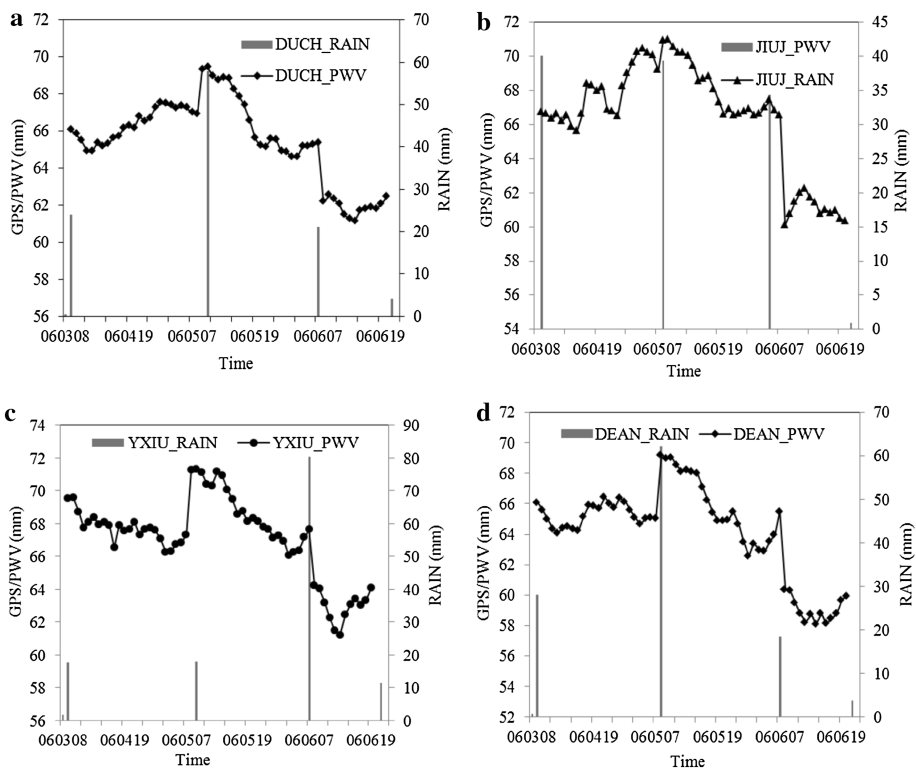 a
72
70
68
66
64
62
60
58
56
GPS/PWV (mm)
DUCH_RAIN
DUCH_PWV
70
60
50
40
30
20
10
0
RAIN (mm)
060308 060419 060507 060519 060607 060619
Time
b
72
70
68
66
64
62
60
58
56
54
GPS/PWV (mm)
JIUJ_PWV
JIUJ_RAIN
45
40
35
30
25
20
15
10
5
0
RAIN (mm)
060308 060419 060507 060519 060607 060619
Time
c
74
72
70
68
66
64
62
60
58
56
GPS/PWV (mm)
YXIU_RAIN YXIU_PWV
90
80
70
60
50
40
30
20
10
0
RAIN (mm)
060308 060419 060507 060519 060607 060619
Time
d
72
70
68
66
64
62
60
58
56
54
52
GPS/PWV (mm)
DEAN_RAIN DEAN_PWV
70
60
50
40
30
20
10
0
RAIN (mm)
060308 060419 060507 060519 060607 060619
Time